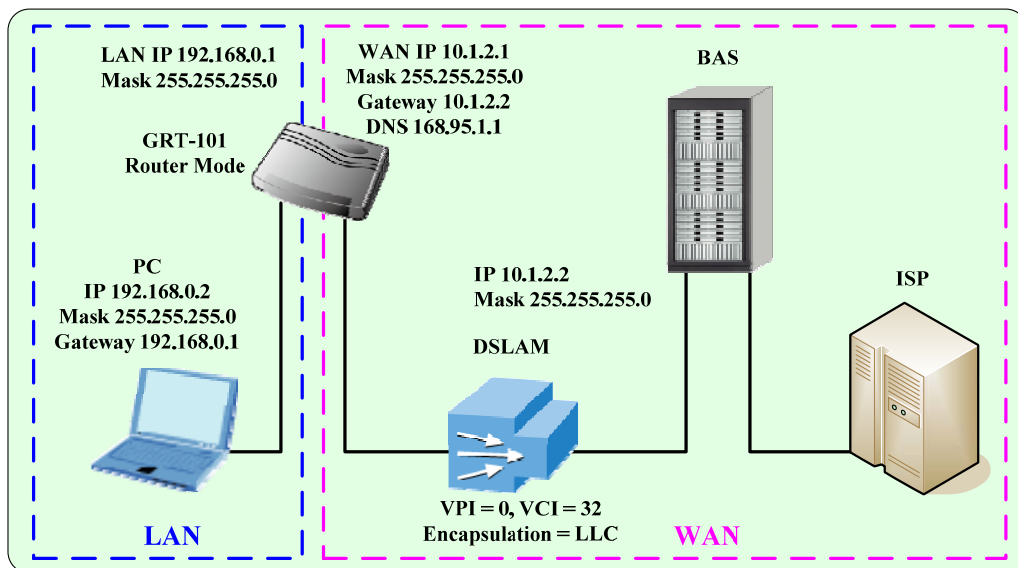 LAN IP 192.168.0.1
Mask 255.255.255.0
GRT-101
Router Mode
PC
IP 192.168.0.2
Mask 255.255.255.0
Gateway 192.168.0.1
LAN
WAN IP 10.1.2.1
Mask 255.255.255.0
Gateway 10.1.2.2
DNS 168.95.1.1
BAS
IP 10.1.2.2
Mask 255.255.255.0
DSLAM
ISP
VPI = 0, VCI = 32
Encapsulation = LLC
WAN